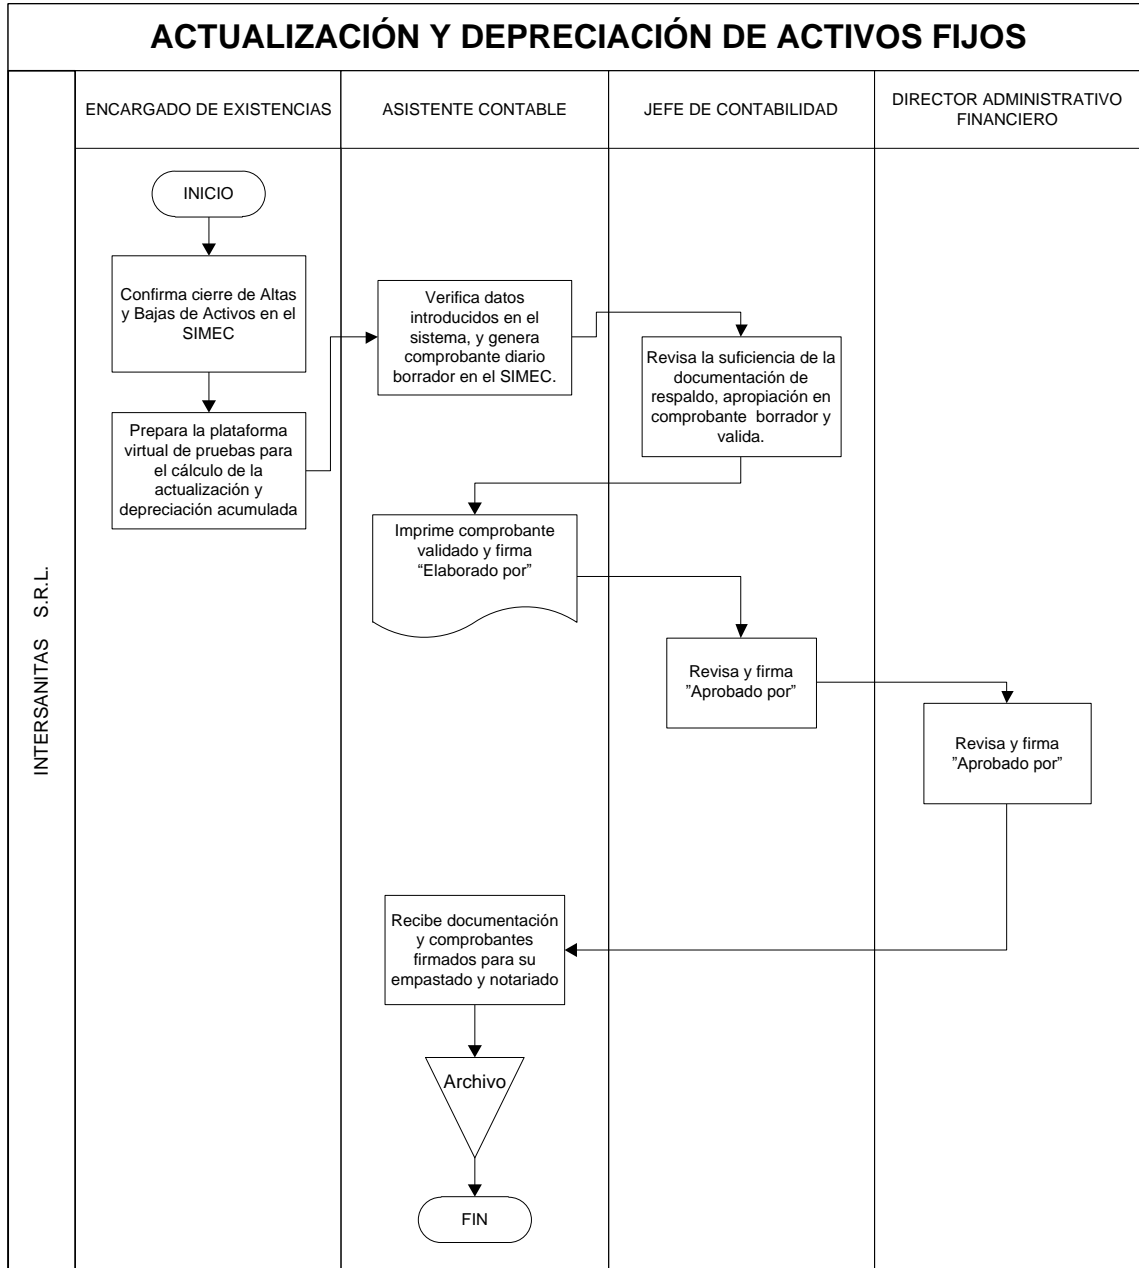 ACTUALIZACIÓN Y DEPRECIACIÓN DE ACTIVOS FIJOS
INTERSANITAS S.R.L.
ENCARGADO DE EXISTENCIAS
ASISTENTE CONTABLE
JEFE DE CONTABILIDAD
DIRECTOR ADMINISTRATIVO
FINANCIERO
INICIO
Confirma cierre de Altas
y Bajas de Activos en el
SIMEC
Prepara la plataforma
virtual de pruebas para
el cálculo de la
actualización y
depreciación acumulada
Verifica datos
introducidos en el
sistema, y genera
comprobante diario
borrador en el SIMEC.
Revisa la suficiencia de la
documentación de
respaldo, apropiación en
comprobante borrador y
valida.
Imprime comprobante
validado y firma
“Elaborado por”
Revisa y firma
”Aprobado por”
Revisa y firma
”Aprobado por”
Recibe documentación
y comprobantes
firmados para su
empastado y notariado
Archivo
FIN